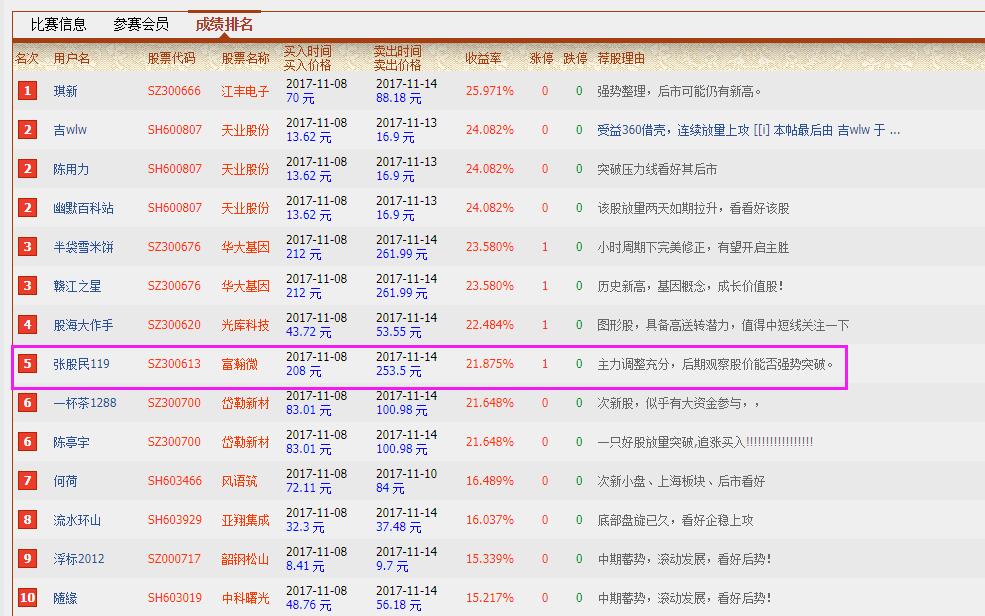 比赛信息 参赛会员 成绩排名
名次 用户名 股票代码 股票名称 买入时间 卖出时间 收益率 涨停 跌停 荐股理由
买入价格 卖出价格
1 琪新 SZ300666 江丰电子 2017-11-08 2017-11-14 25.971% 0 0 强势整理，后市可能仍有新高。
70 元 88.18 元
2 吉wlw SH600807 天业股份 2017-11-08 2017-11-13 24.082% 0 0 受益360借壳，连续放量上攻 [[i] 本帖最后由 吉wlw 于 ...
13.62 元 16.9 元
2 陈用力 SH600807 天业股份 2017-11-08 2017-11-13 24.082% 0 0 突破压力线看好其后市
13.62 元 16.9 元
2 幽默百科站 SH600807 天业股份 2017-11-08 2017-11-13 24.082% 0 0 该股放量两天如期拉升，看看好该股
13.62 元 16.9 元
3 半袋雪米饼 SZ300676 华大基因 2017-11-08 2017-11-14 23.580% 1 0 小时周期下完美修正，有望开启主胜
212 元 261.99 元
3 赣江之星 SZ300676 华大基因 2017-11-08 2017-11-14 23.580% 1 0 历史新高，基因概念，成长价值股！
212 元 261.99 元
4 股海大作手 SZ300620 光库科技 2017-11-08 2017-11-14 22.484% 1 0 图形股，具备高送转潜力，值得中短线关注一下
43.72 元 53.55 元
5 张股民119 SZ300613 富瀚微 2017-11-08 2017-11-14 21.875% 1 0 主力调整充分，后期观察股价能否强势突破。
208 元 253.5 元
6 一杯茶1288 SZ300700 岱勒新材 2017-11-08 2017-11-14 21.648% 0 0 次新股，似乎有大资金参与，，
83.01 元 100.98 元
6 陈亭宇 SZ300700 岱勒新材 2017-11-08 2017-11-14 21.648% 0 0 一只好股放量突破,追涨买入!!!!!!!!!!!!!!!!!
83.01 元 100.98 元
7 何荷 SH603466 风语筑 2017-11-08 2017-11-10 16.489% 0 0 次新小盘、上海板块、后市看好
72.11 元 84 元
8 流水环山 SH603929 亚翔集成 2017-11-08 2017-11-14 16.037% 0 0 底部盘旋已久，看好企稳上攻
32.3 元 37.48 元
9 浮标2012 SZ000717 韶钢松山 2017-11-08 2017-11-14 15.339% 0 0 中期蓄势，滚动发展，看好后势！
8.41 元 9.7 元
10 随缘 SH603019 中科曙光 2017-11-08 2017-11-14 15.217% 0 0 中期蓄势，滚动发展，看好后势！
48.76 元 56.18 元